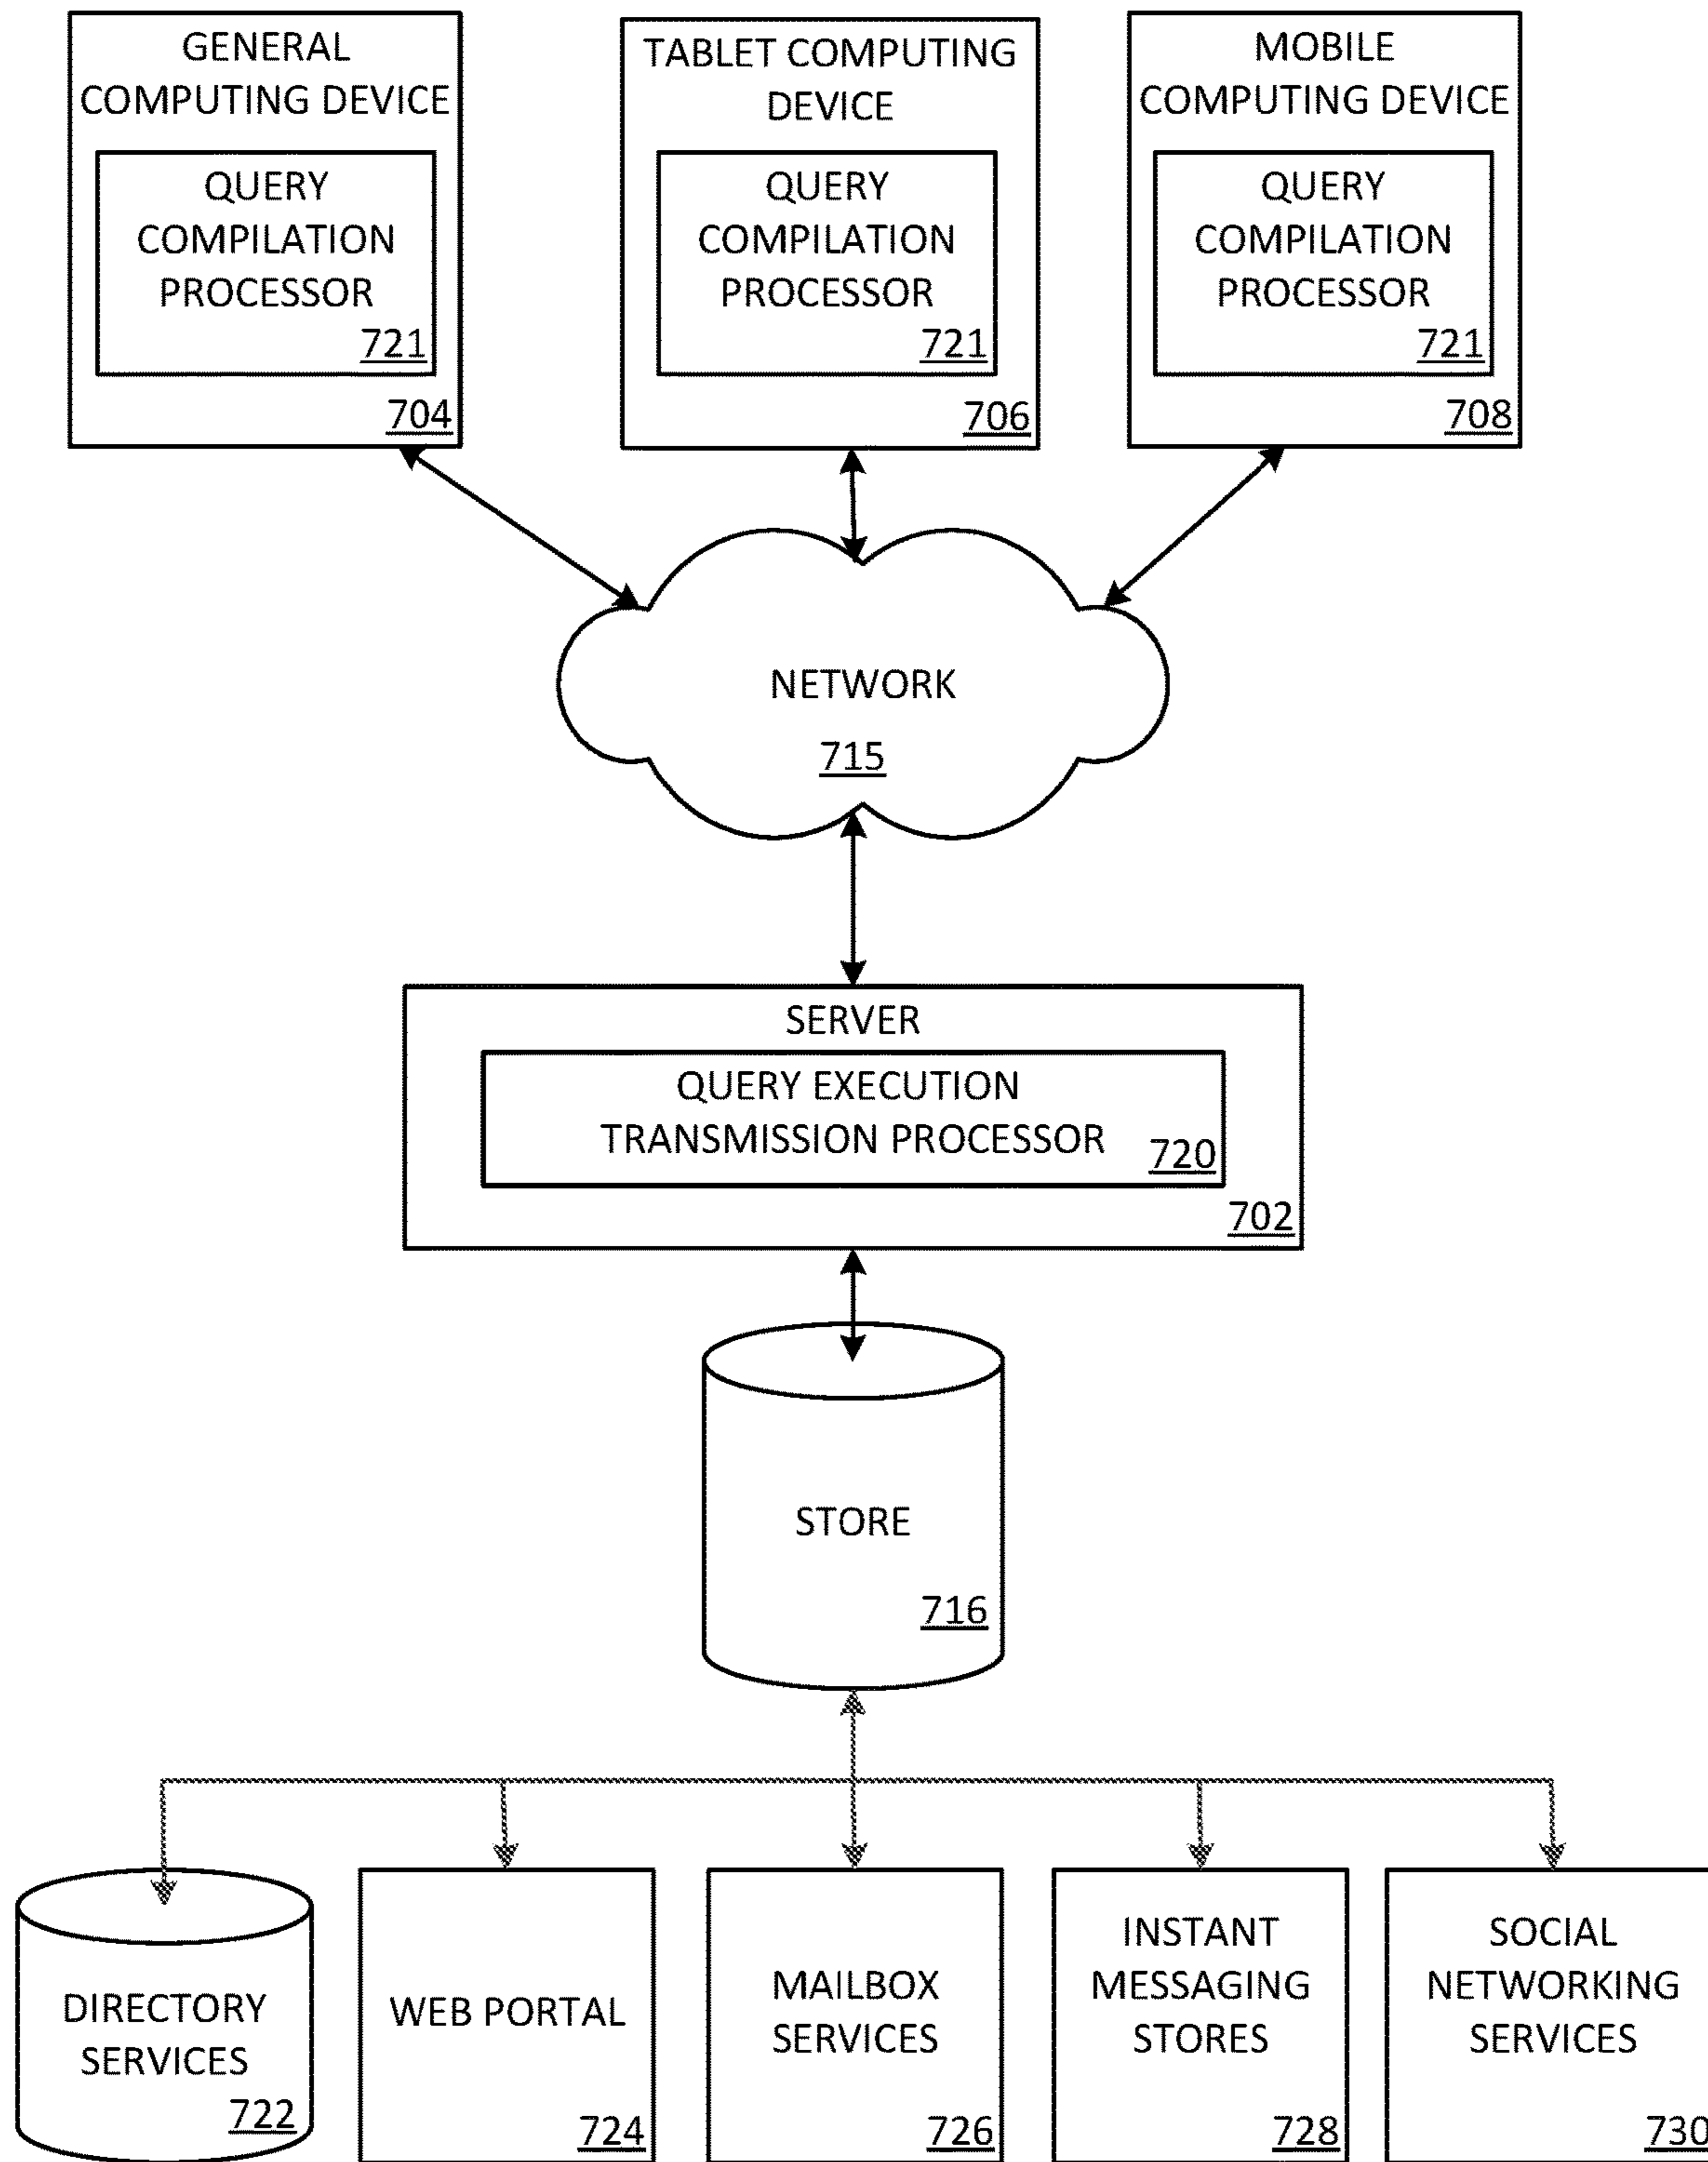 GENERAL
COMPUTING DEVICE
QUERY
COMPILATION
PROCESSOR
721
704
TABLET COMPUTING
DEVICE
QUERY
COMPILATION
PROCESSOR
721
706
MOBILE
COMPUTING DEVICE
QUERY
COMPILATION
PROCESSOR
721
708
NETWORK
715
SERVER
QUERY EXECUTION
TRANSMISSION PROCESSOR
720
702
STORE
716
DIRECTORY
SERVICES
722
WEB PORTAL
724
MAILBOX
SERVICES
726
INSTANT
MESSAGING
STORES
728
SOCIAL
NETWORKING
SERVICES
730